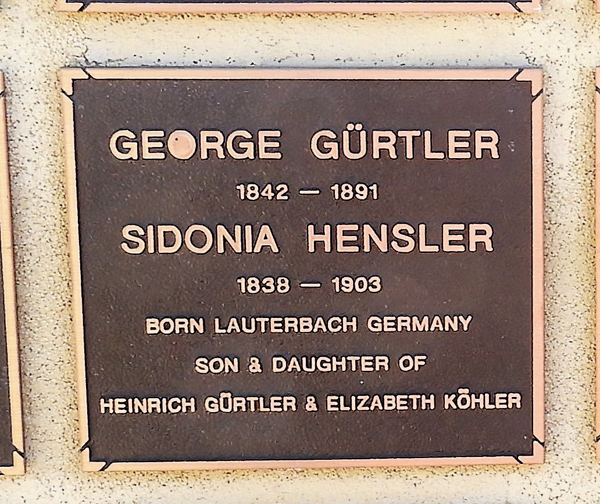 GEORGE GÜRTLER
1842 — 1891
SIDONIA HENSLER
1838 — 1903
BORN LAUTERBACH GERMANY
SON & DAUGHTER OF
HEINRICH GÜRTLER & ELIZABETH KÖHLER